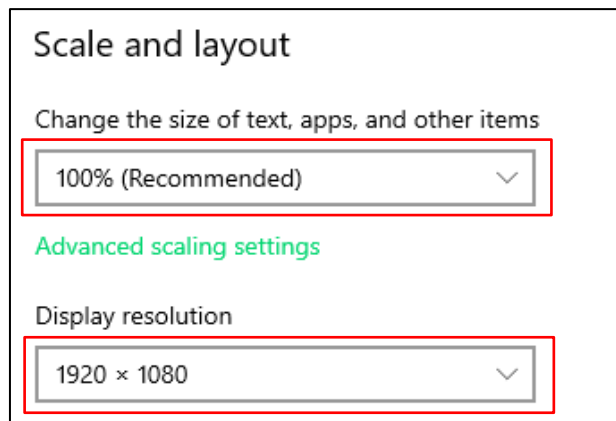 Scale and layout
Change the size of text, apps, and other items
100% (Recommended)
Advanced scaling settings
Display resolution
1920 × 1080